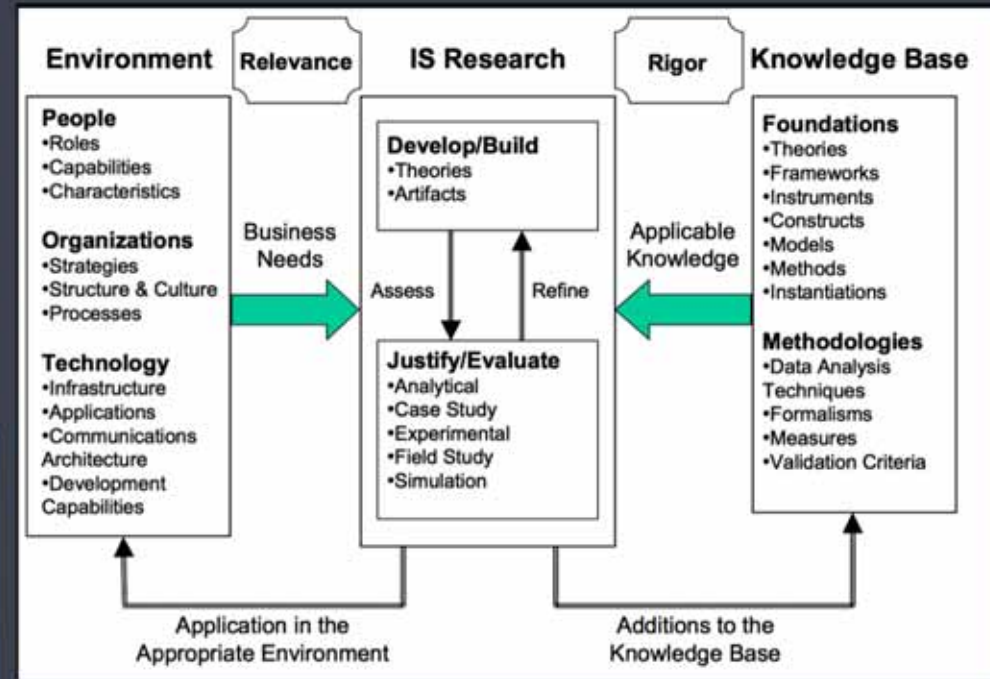 Environment
Relevance
IS Research
Rigor
Knowledge Base
People
•Roles
•Capabilities
•Characteristics
Organizations
•Strategies
•Structure & Culture
•Processes
Technology
•Infrastructure
•Applications
•Communications
Architecture
•Development
Capabilities
Business
Needs
Develop/Build
•Theories
•Artifacts
Assess
Refine
Justify/Evaluate
•Analytical
•Case Study
•Experimental
•Field Study
•Simulation
Applicable
Knowledge
Foundations
•Theories
•Frameworks
•Instruments
•Constructs
•Models
•Methods
•Instantiations
Methodologies
•Data Analysis
Techniques
•Formalisms
•Measures
•Validation Criteria
Application in the
Appropriate Environment
Additions to the
Knowledge Base